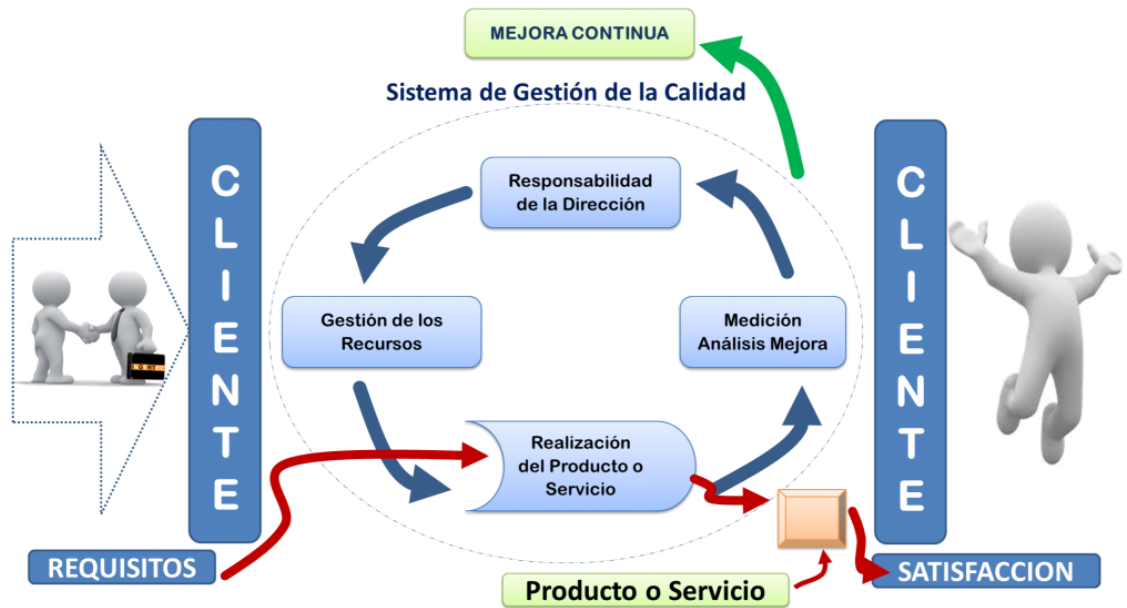 MEJORA CONTINUA
Sistema de Gestión de la Calidad
CLIENTE
Responsabilidad
de la Dirección
CLIENTE
Gestión de los
Recursos
Medición
Análisis Mejora
Realización
del Producto o
Servicio
REQUISITOS
SATISFACCION
Producto o Servicio